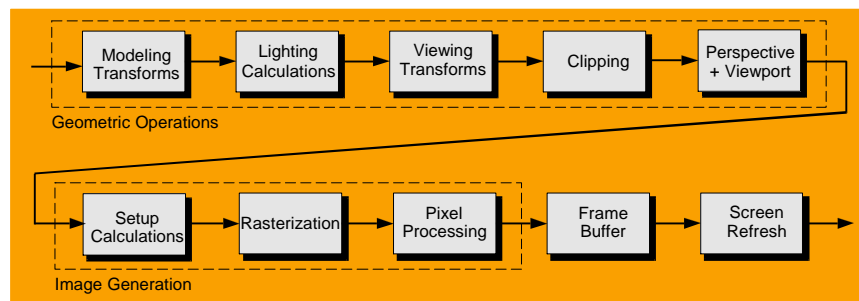 Modeling
Transforms
Lighting
Calculations
Viewing
Transforms
Clipping
Perspective
+ Viewport
Geometric Operations
Setup
Calculations
Rasterization
Pixel
Processing
Frame
Buffer
Screen
Refresh
Image Generation